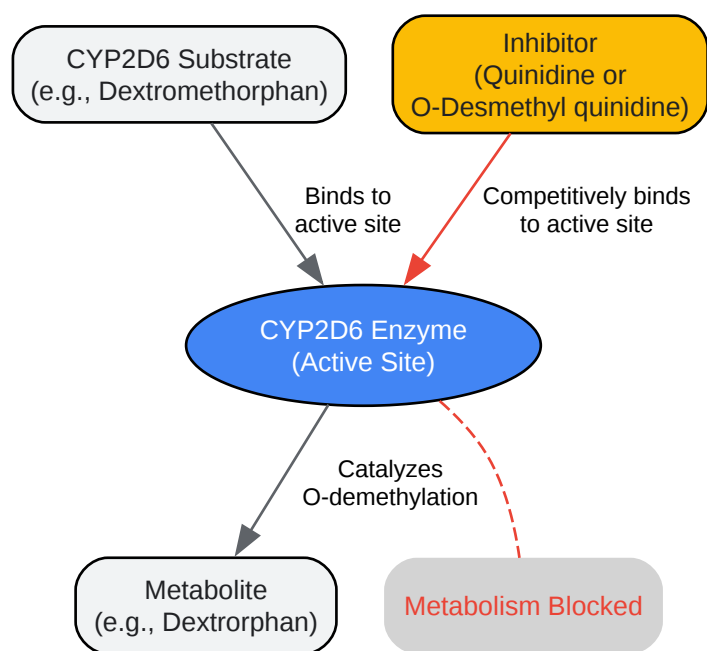 CYP2D6 Substrate
(e.g., Dextromethorphan)
Inhibitor
(Quinidine or
O-Desmethyl quinidine)
Binds to
active site
Competitively binds
to active site
CYP2D6 Enzyme
(Active Site)
Catalyzes
O-demethylation
Metabolite
(e.g., Dextrorphan)
Metabolism Blocked